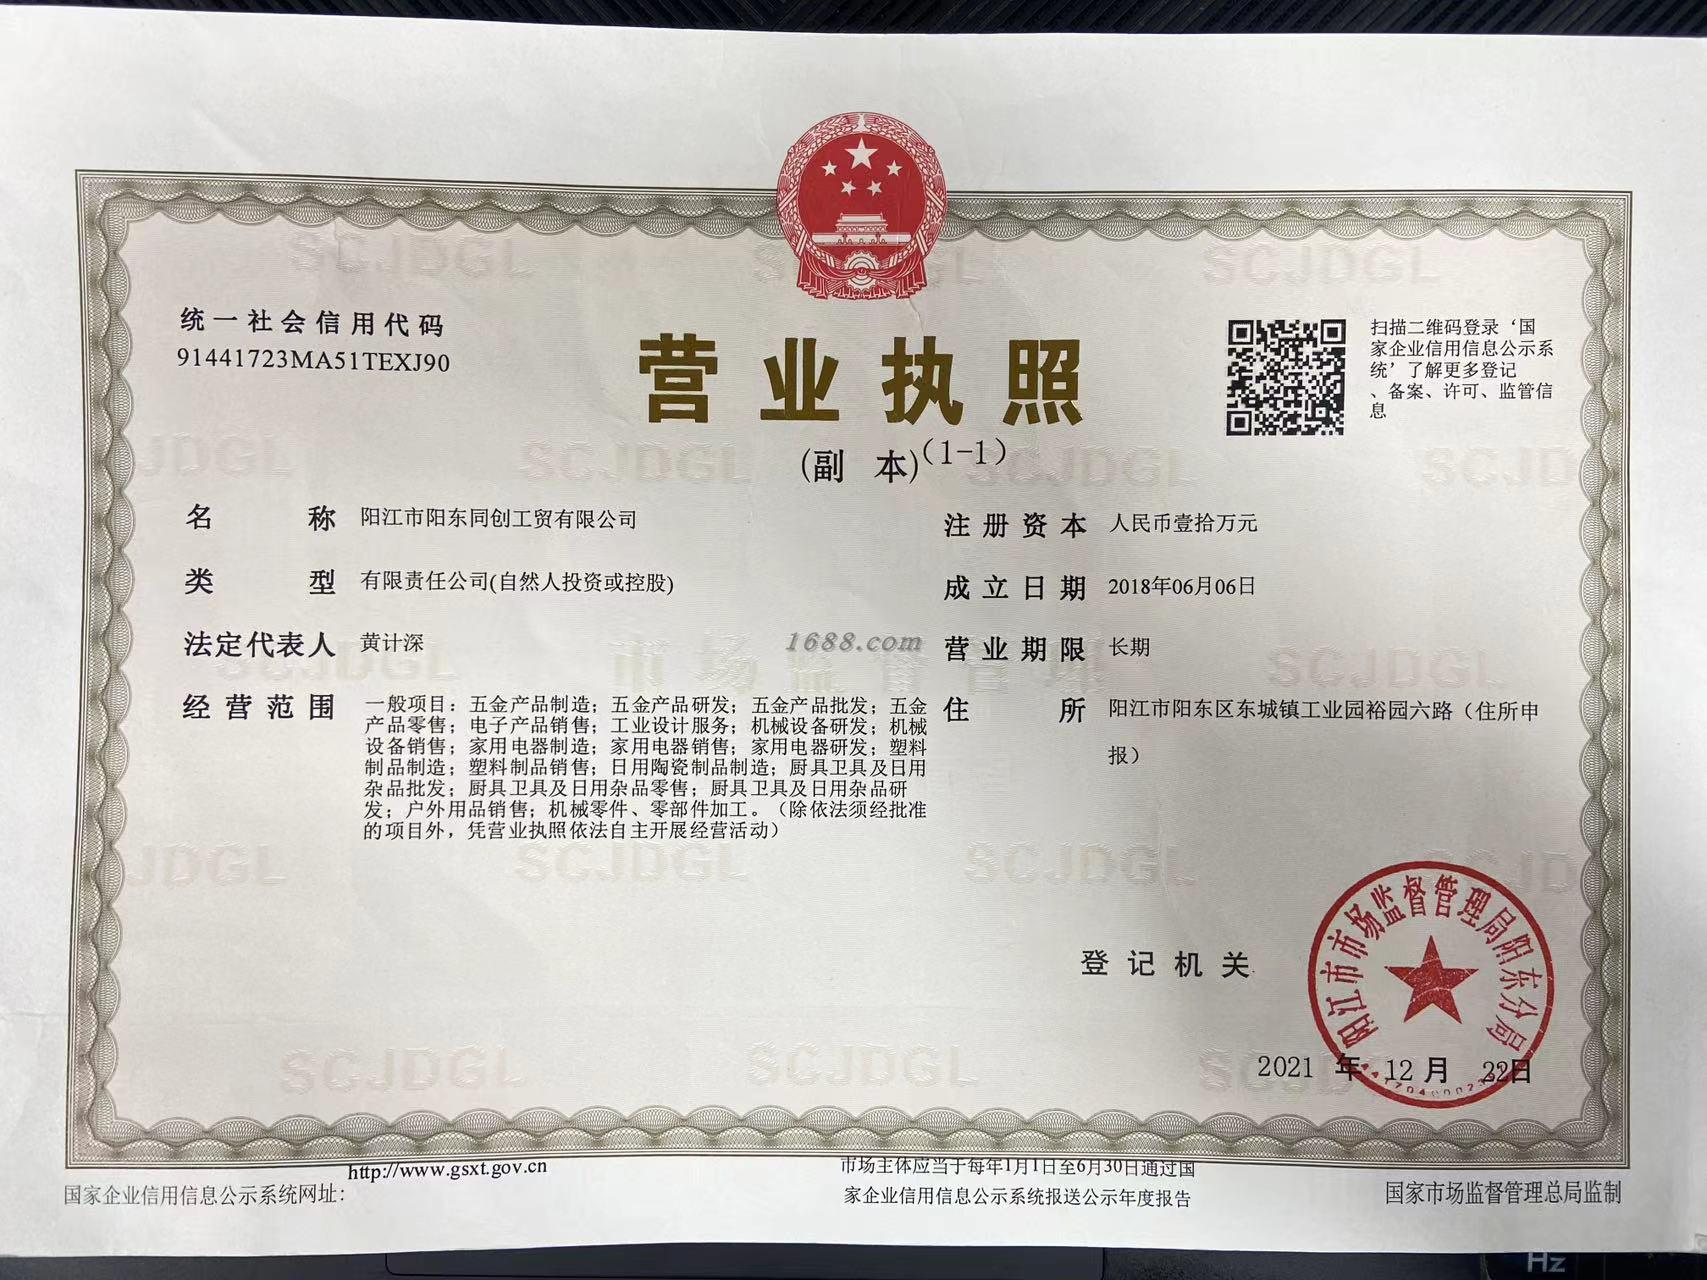 统一社会信用代码
91441723MA51TEXJ90
营业执照
(副 本)(1-1)
扫描二维码登录‘国
家企业信用信息公示系
统’了解更多登记
、备案、许可、监管信
息
名 称 阳江市阳东同创工贸有限公司
类 型 有限责任公司(自然人投资或控股)
法定代表人 黄计深
经营范围 一般项目：五金产品制造；五金产品研发；五金产品批发；五金
产品零售；电子产品销售；工业设计服务；机械设备研发；机械
设备销售；家用电器制造；家用电器销售；家用电器研发；塑料
制品制造；塑料制品销售；日用陶瓷制品制造；厨具卫具及日用
杂品批发；厨具卫具及日用杂品零售；厨具卫具及日用杂品研
发；户外用品销售；机械零件、零部件加工。（除依法须经批准
的项目外，凭营业执照依法自主开展经营活动）
注册资本 人民币壹拾万元
成立日期 2018年06月06日
营业期限 长期
住 所 阳江市阳东区东城镇工业园裕园六路（住所申
报）
1688.com
登记机关
阳江市市场监督管理局阳东分局
2021 年 12 月 22日
国家企业信用信息公示系统网址：
http://www.gsxt.gov.cn
市场主体应当于每年1月1日至6月30日通过国
家企业信用信息公示系统报送公示年度报告
国家市场监督管理总局监制
SCJDGL
SCJDGL
SCJDGL
SCJDGL
SCJDGL
市场监督管理
SCJDGL
SCJDGL
SCJDGL
SCJDGL
SCJDGL
Hz